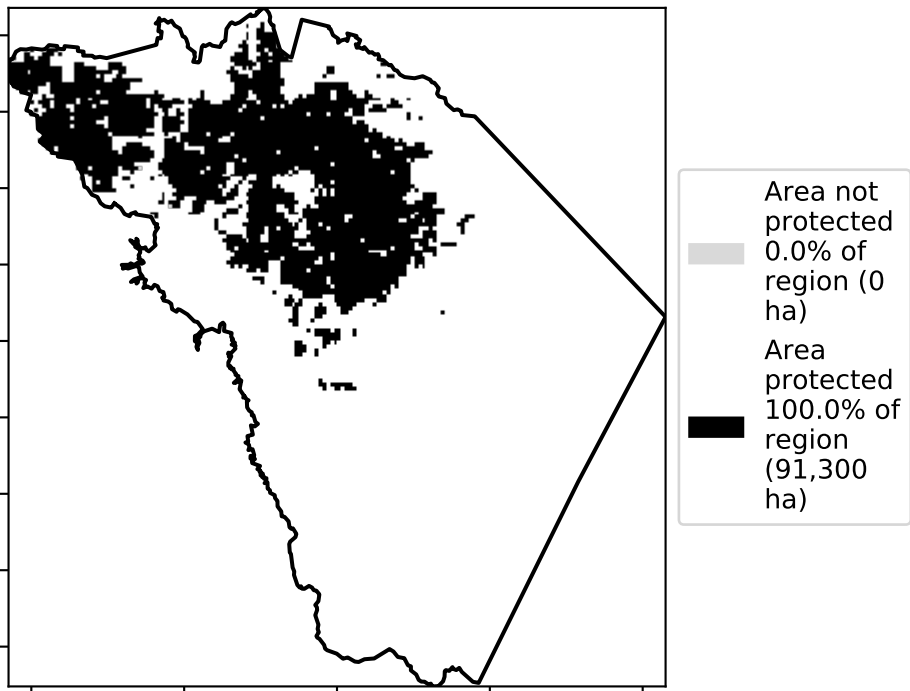 Area not
protected
0.0% of
region (0
ha)
Area
protected
100.0% of
region
(91,300
ha)